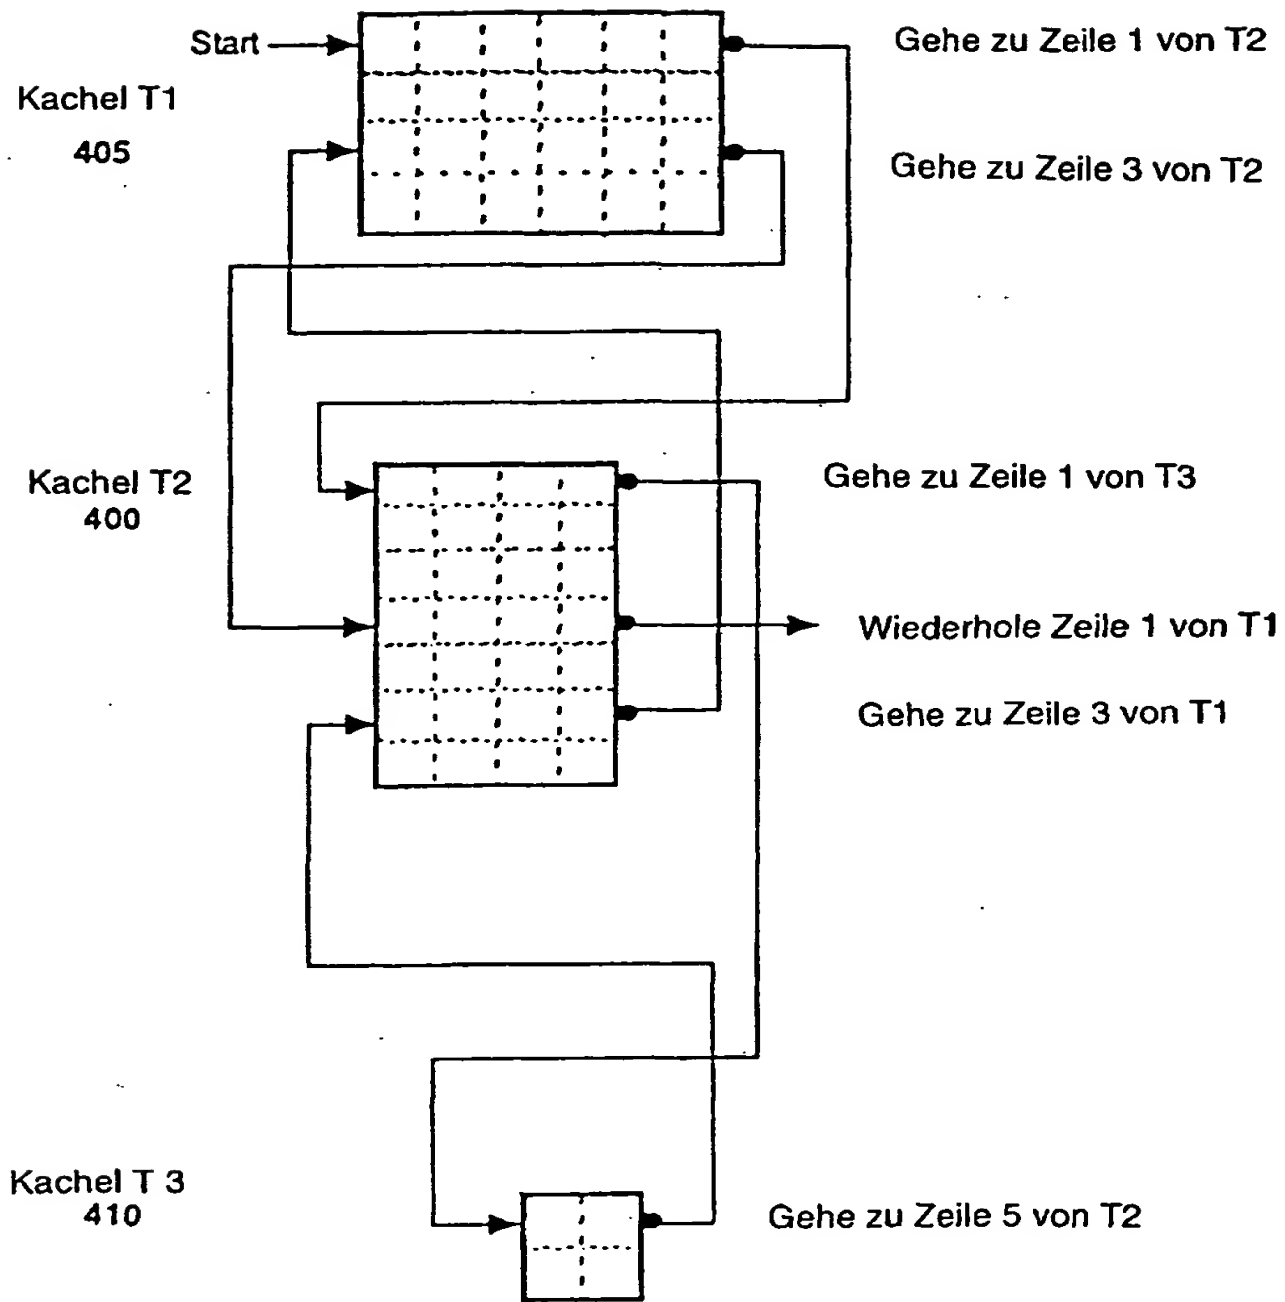 Start
Gehe zu Zeile 1 von T2
Kachel T1
405
Gehe zu Zeile 3 von T2
Kachel T2
400
Gehe zu Zeile 1 von T3
Wiederhole Zeile 1 von T1
Gehe zu Zeile 3 von T1
Kachel T 3
410
Gehe zu Zeile 5 von T2